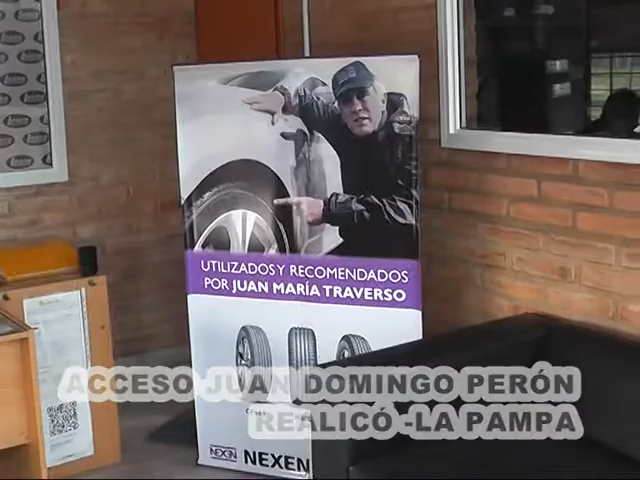 UTILIZADOS Y RECOMENDADOS
POR JUAN MARÍA TRAVERSO
ACCESO JUAN DOMINGO PERÓN
REALICÓ -LA PAMPA
NEXEN NEXEN